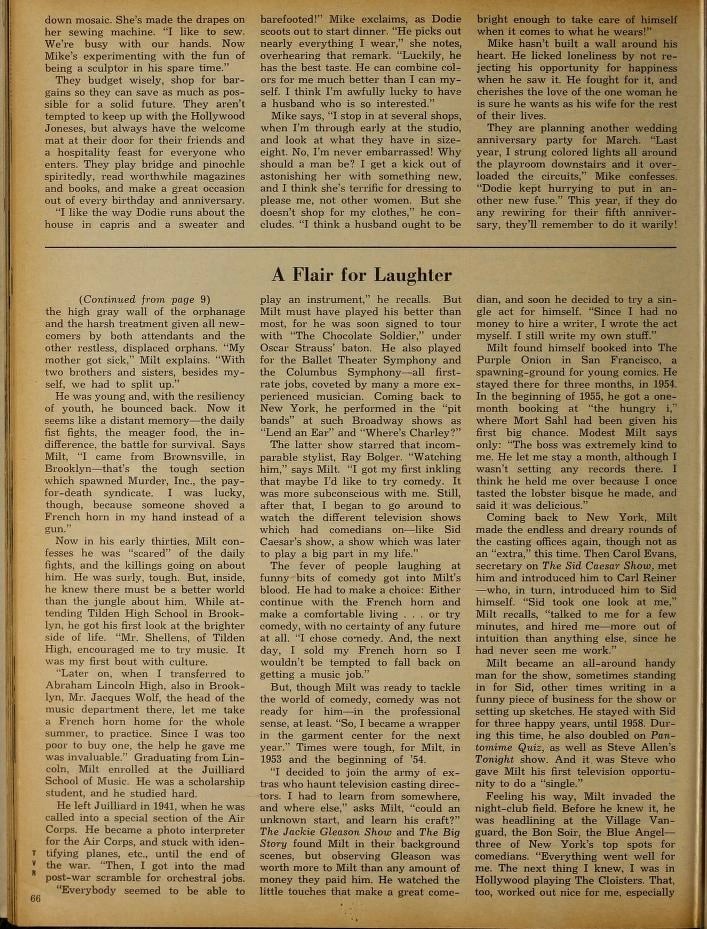 down mosaic. She's made the drapes on
her sewing machine. "I like to sew.
We're busy with our hands. Now
Mike's experimenting with the fun of
being a sculptor in his spare time."
They budget wisely, shop for bar-
gains so they can save as much as pos-
sible for a solid future. They aren't
tempted to keep up with the Hollywood
Joneses, but always have the welcome
mat at their door for their friends and
a hospitality feast for everyone who
enters. They play bridge and pinochle
spiritedly, read worthwhile magazines
and books, and make a great occasion
out of every birthday and anniversary.
"I like the way Dodie runs about the
house in capris and a sweater and
barefooted!" Mike exclaims, as Dodie
scoots out to start dinner. "He picks out
nearly everything I wear," she notes,
overhearing that remark. "Luckily, he
has the best taste. He can combine col-
ors for me much better than I can my-
self. I think I'm awfully lucky to have
a husband who is so interested."
Mike says, "I stop in at several shops,
when I'm through early at the studio,
and look at what they have in size-
eight. No, I'm never embarrassed! Why
should a man be? I get a kick out of
astonishing her with something new,
and I think she's terrific for dressing to
please me, not other women. But she
doesn't shop for my clothes," he con-
cludes. "I think a husband ought to be
bright enough to take care of himself
when it comes to what he wears!"
Mike hasn't built a wall around his
heart. He licked loneliness by not re-
jecting his opportunity for happiness
when he saw it. He fought for it, and
cherishes the love of the one woman he
is sure he wants as his wife for the rest
of their lives.
They are planning another wedding
anniversary party for March. "Last
year, I strung colored lights all around
the playroom downstairs and it over-
loaded the circuits," Mike confesses.
"Dodie kept hurrying to put in an-
other new fuse." This year, if they do
any rewiring for their fifth anniver-
sary, they'll remember to do it warily!
A Flair for Laughter
(Continued from page 9)
the high gray wall of the orphanage
and the harsh treatment given all new-
comers by both attendants and the
other restless, displaced orphans. "My
mother got sick," Milt explains. "With
two brothers and sisters, besides my-
self, we had to split up."
He was young and, with the resiliency
of youth, he bounced back. Now it
seems like a distant memory—the daily
fist fights, the meager food, the in-
difference, the battle for survival. Says
Milt, "I came from Brownsville, in
Brooklyn—that's the tough section
which spawned Murder, Inc., the pay-
for-death syndicate. I was lucky,
though, because someone shoved a
French horn in my hand instead of a
gun."
Now in his early thirties, Milt con-
fesses he was "scared" of the daily
fights, and the killings going on about
him. He was surly, tough. But, inside,
he knew there must be a better world
than the jungle about him. While at-
tending Tilden High School in Brook-
lyn, he got his first look at the brighter
side of life. "Mr. Shellens, of Tilden
High, encouraged me to try music. It
was my first bout with culture.
"Later on, when I transferred to
Abraham Lincoln High, also in Brook-
lyn, Mr. Jacques Wolf, the head of the
music department there, let me take
a French horn home for the whole
summer, to practice. Since I was too
poor to buy one, the help he gave me
was invaluable." Graduating from Lin-
coln, Milt enrolled at the Juilliard
School of Music. He was a scholarship
student, and he studied hard.
He left Juilliard in 1941, when he was
called into a special section of the Air
Corps. He became a photo interpreter
for the Air Corps, and stuck with iden-
tifying planes, etc., until the end of
the war. "Then, I got into the mad
post-war scramble for orchestral jobs.
"Everybody seemed to be able to
play an instrument," he recalls. But
Milt must have played his better than
most, for he was soon signed to tour
with "The Chocolate Soldier," under
Oscar Straus' baton. He also played
for the Ballet Theater Symphony and
the Columbus Symphony—all first-
rate jobs, coveted by many a more ex-
perienced musician. Coming back to
New York, he performed in the "pit
bands" at such Broadway shows as
"Lend an Ear" and "Where's Charley?"
The latter show starred that incom-
parable stylist, Ray Bolger. "Watching
him," says Milt. "I got my first inkling
that maybe I'd like to try comedy. It
was more subconscious with me. Still,
after that, I began to go around to
watch the different television shows
which had comedians on—like Sid
Caesar's show, a show which was later
to play a big part in my life."
The fever of people laughing at
funny bits of comedy got into Milt's
blood. He had to make a choice: Either
continue with the French horn and
make a comfortable living . . . or try
comedy, with no certainty of any future
at all. "I chose comedy. And, the next
day, I sold my French horn so I
wouldn't be tempted to fall back on
getting a music job."
But, though Milt was ready to tackle
the world of comedy, comedy was not
ready for him—in the professional
sense, at least. "So, I became a wrapper
in the garment center for the next
year." Times were tough, for Milt, in
1953 and the beginning of '54.
"I decided to join the army of ex-
tras who haunt television casting direc-
tors. I had to learn from somewhere,
and where else," asks Milt, "could an
unknown start, and learn his craft?"
The Jackie Gleason Show and The Big
Story found Milt in their background
scenes, but observing Gleason was
worth more to Milt than any amount of
money they paid him. He watched the
little touches that make a great come-
dian, and soon he decided to try a sin-
gle act for himself. "Since I had no
money to hire a writer, I wrote the act
myself. I still write my own stuff."
Milt found himself booked into The
Purple Onion in San Francisco, a
spawning-ground for young comics. He
stayed there for three months, in 1954.
In the beginning of 1955, he got a one-
month booking at "the hungry i,"
where Mort Sahl had been given his
first big chance. Modest Milt says
only: "The boss was extremely kind to
me. He let me stay a month, although I
wasn't setting any records there. I
think he held me over because I once
tasted the lobster bisque he made, and
said it was delicious."
Coming back to New York, Milt
made the endless and dreary rounds of
the casting offices again, though not as
an "extra," this time. Then Carol Evans,
secretary on The Sid Caesar Show, met
him and introduced him to Carl Reiner
—who, in turn, introduced him to Sid
himself. "Sid took one look at me,"
Milt recalls, "talked to me for a few
minutes, and hired me—more out of
intuition than anything else, since he
had never seen me work."
Milt became an all-around handy
man for the show, sometimes standing
in for Sid, other times writing in a
funny piece of business for the show or
setting up sketches. He stayed with Sid
for three happy years, until 1958. Dur-
ing this time, he also doubled on Pan-
tomime Quiz, as well as Steve Allen's
Tonight show. And it was Steve who
gave Milt his first television opportu-
nity to do a "single."
Feeling his way, Milt invaded the
night-club field. Before he knew it, he
was headlining at the Village Van-
guard, the Bon Soir, the Blue Angel—
three of New York's top spots for
comedians. "Everything went well for
me. The next thing I knew, I was in
Hollywood playing The Cloisters. That,
too, worked out nice for me, especially
T
V
R
66